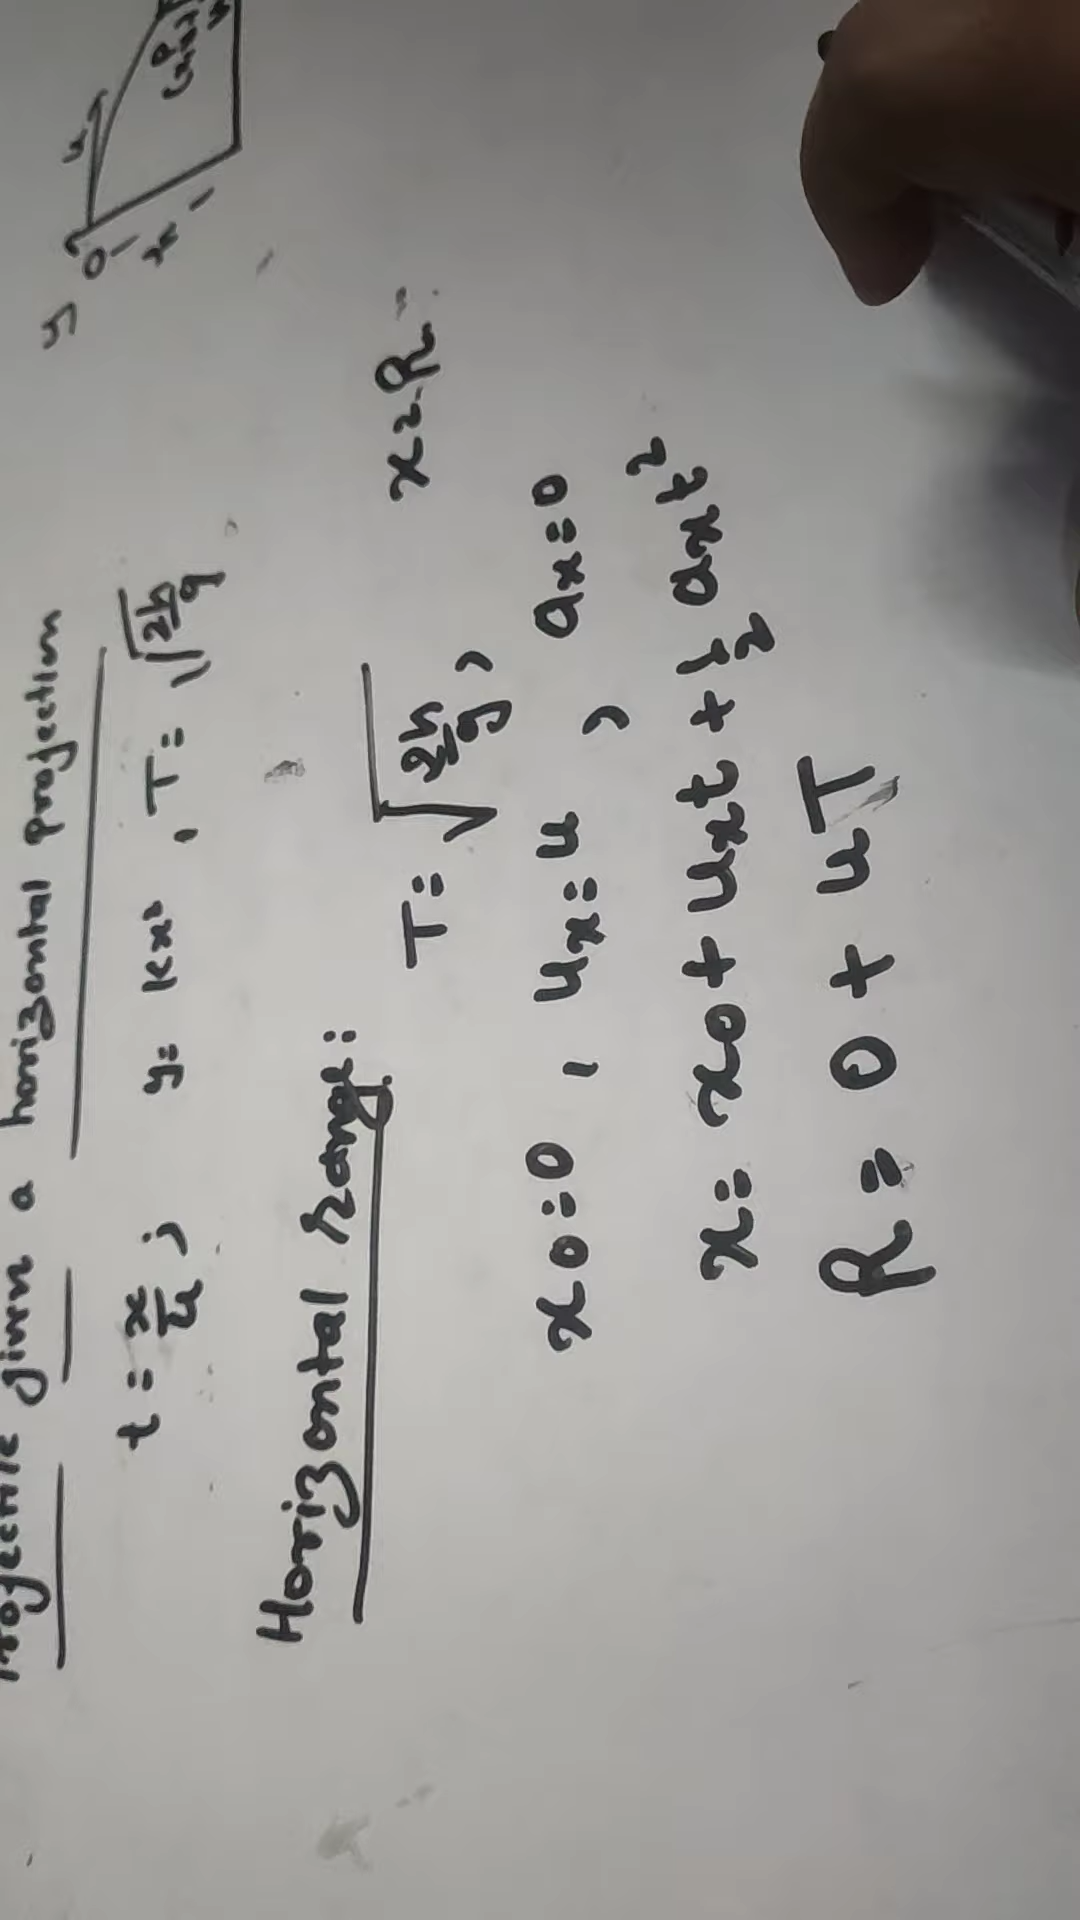 Projectile given a horizontal projection
y
O
u
x
P
t = x/u ; y = kx² , T = √(2h/g)
Horizontal range:
T = √(2h/g) , x = R
x0 = 0 , ux = u , ax = 0
x = x0 + uxt + 1/2 axt²
R = 0 + uT